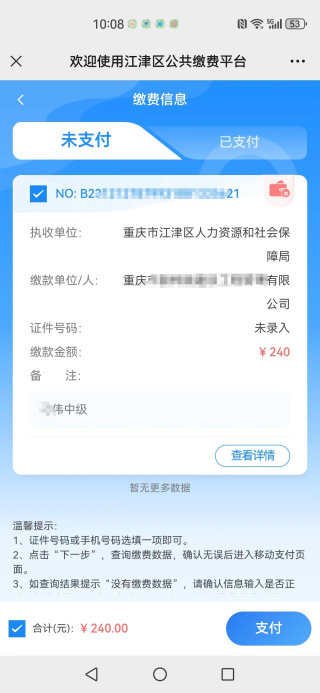 10:08
5G
53
欢迎使用江津区公共缴费平台
缴费信息
未支付
已支付
NO: B22
21
执收单位：
重庆市江津区人力资源和社会保
障局
缴款单位/人：
重庆
有限
公司
证件号码：
未录入
缴款金额：
¥ 240
备 注：
伟中级
查看详情
暂无更多数据
温馨提示：
1、证件号码或手机号码选填一项即可。
2、点击“下一步”，查询缴费数据，确认无误后进入移动支付页
面。
3、如查询结果提示“没有缴费数据”，请确认信息输入是否正
合计(元): ¥ 240.00
支付